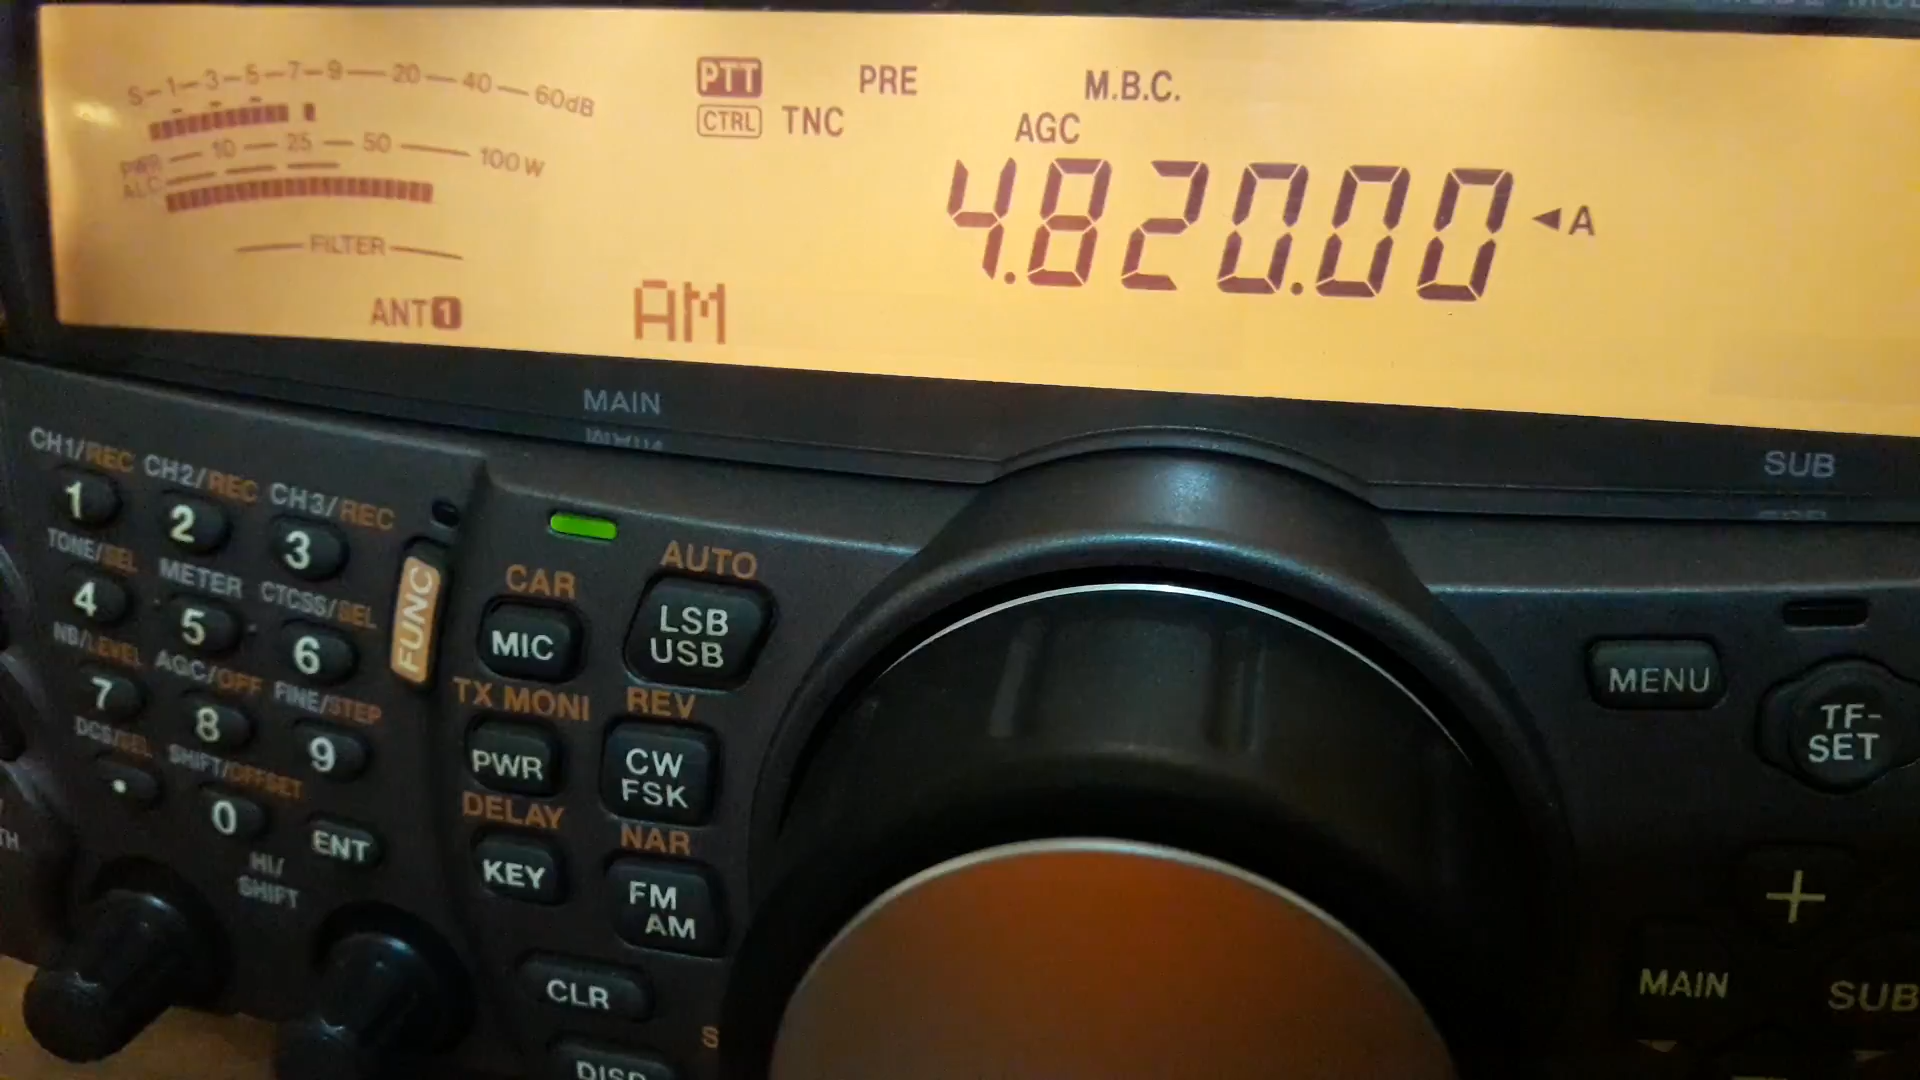 S-1-3-5-7-9-20-40-60dB
PWR-10-25-50-100W
ALC
FILTER
ANT 1
AM
PTT PRE M.B.C.
CTRL TNC AGC
4.820.00 ◄A
MAIN
SUB
CH1/REC CH2/REC CH3/REC
1 2 3
TONE/SEL METER CTCSS/SEL
4 5 6
NB/LEVEL AGC/OFF FINE/STEP
7 8 9
DCS/SEL SHIFT/OFFSET
. 0 ENT
HI/
SHIFT
FUNC
CAR AUTO
MIC LSB
USB
TX MONI REV
PWR CW
FSK
DELAY NAR
KEY FM
AM
CLR
DISP
MENU
TF-
SET
+
MAIN SUB